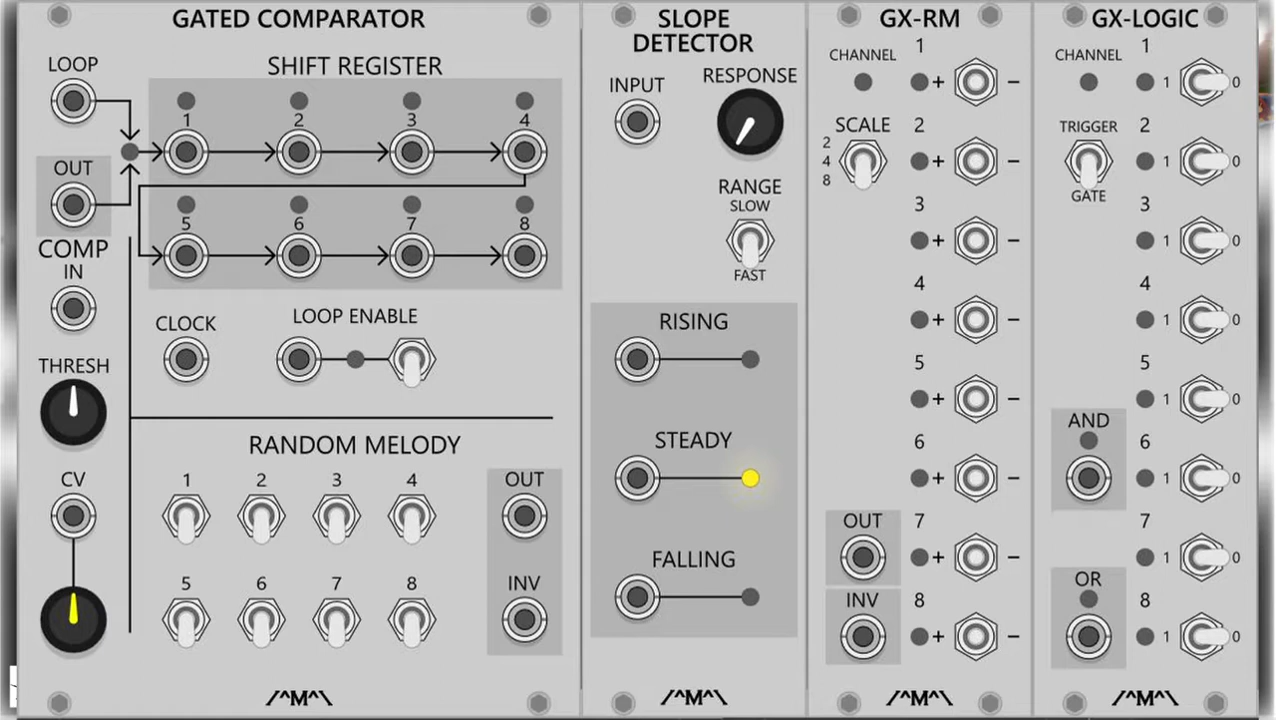 GATED COMPARATOR
LOOP
SHIFT REGISTER
1
2
3
4
OUT
5
6
7
8
COMP
IN
CLOCK
LOOP ENABLE
THRESH
RANDOM MELODY
CV
1
2
3
4
OUT
5
6
7
8
INV
/^M^\
SLOPE
DETECTOR
INPUT
RESPONSE
RANGE
SLOW
FAST
RISING
STEADY
FALLING
/^M^\
GX-RM
CHANNEL
1
+ −
SCALE
2
4
8
2
+ −
3
+ −
4
+ −
5
+ −
6
+ −
OUT
7
+ −
INV
8
+ −
/^M^\
GX-LOGIC
CHANNEL
1
1 0
TRIGGER
GATE
2
1 0
3
1 0
4
1 0
5
1 0
AND
6
1 0
7
1 0
OR
8
1 0
/^M^\